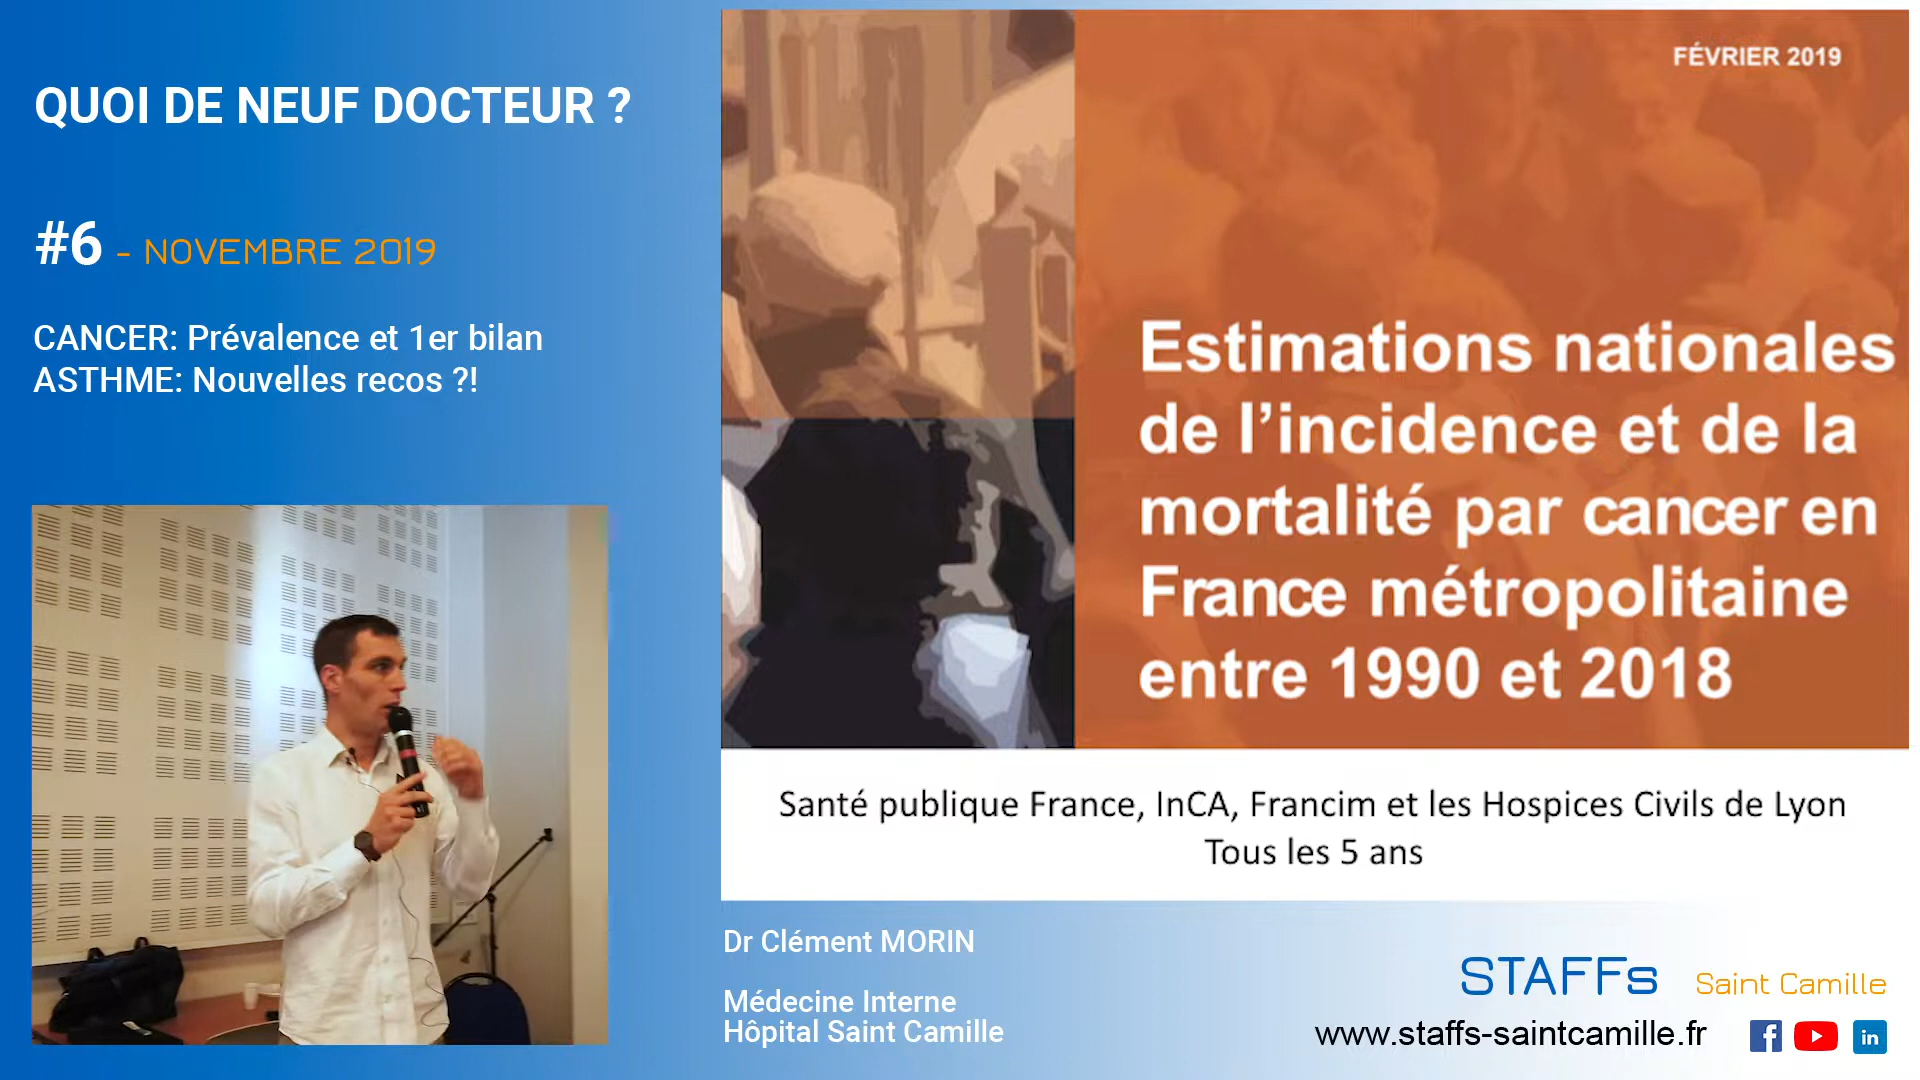 QUOI DE NEUF DOCTEUR ?
#6 - NOVEMBRE 2019
CANCER: Prévalence et 1er bilan
ASTHME: Nouvelles recos ?!
FÉVRIER 2019
Estimations nationales
de l’incidence et de la
mortalité par cancer en
France métropolitaine
entre 1990 et 2018
Santé publique France, InCA, Francim et les Hospices Civils de Lyon
Tous les 5 ans
Dr Clément MORIN
Médecine Interne
Hôpital Saint Camille
STAFFs Saint Camille
www.staffs-saintcamille.fr
f
in